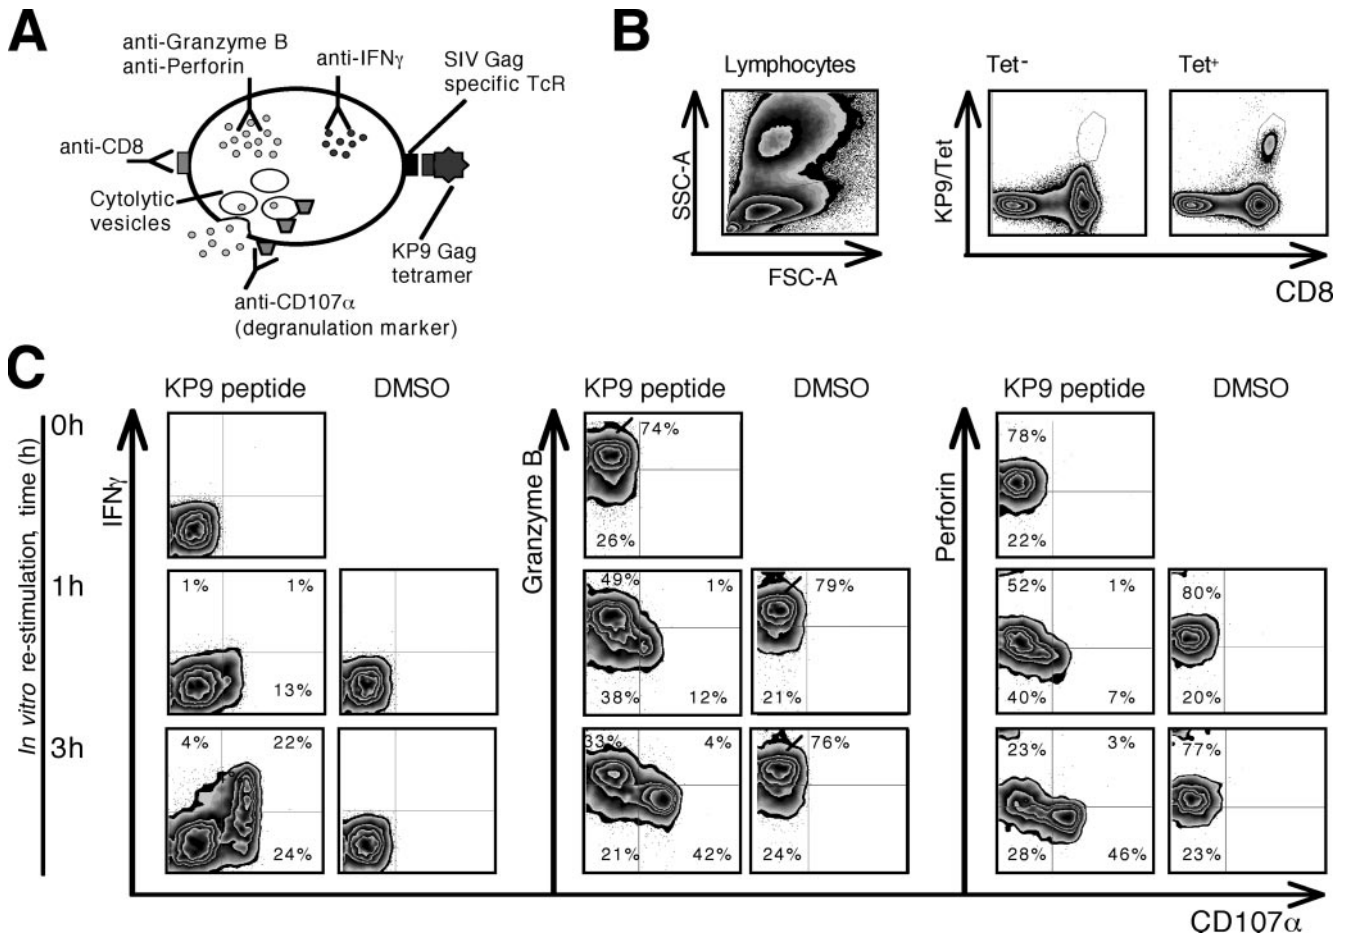 A
anti-Granzyme B
anti-Perforin
anti-IFNγ
SIV Gag
specific TcR
anti-CD8
Cytolytic
vesicles
KP9 Gag
tetramer
anti-CD107α
(degranulation marker)
B
Lymphocytes
Tet-
Tet+
SSC-A
FSC-A
KP9/Tet
CD8
C
KP9 peptide
DMSO
KP9 peptide
DMSO
KP9 peptide
DMSO
In vitro re-stimulation, time (h)
0h
1h
3h
IFNγ
1%
1%
13%
4%
22%
24%
Granzyme B
74%
26%
49%
1%
38%
12%
79%
21%
33%
4%
21%
42%
76%
24%
Perforin
78%
22%
52%
1%
40%
7%
80%
20%
23%
3%
28%
46%
77%
23%
CD107α